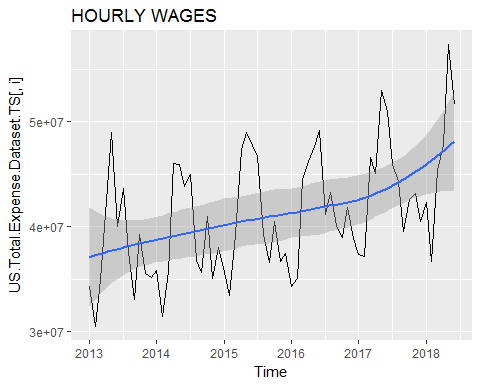 HOURLY WAGES
US.Total.Expense.Dataset.TS[, i]
5e+07
4e+07
3e+07
2013 2014 2015 2016 2017 2018
Time